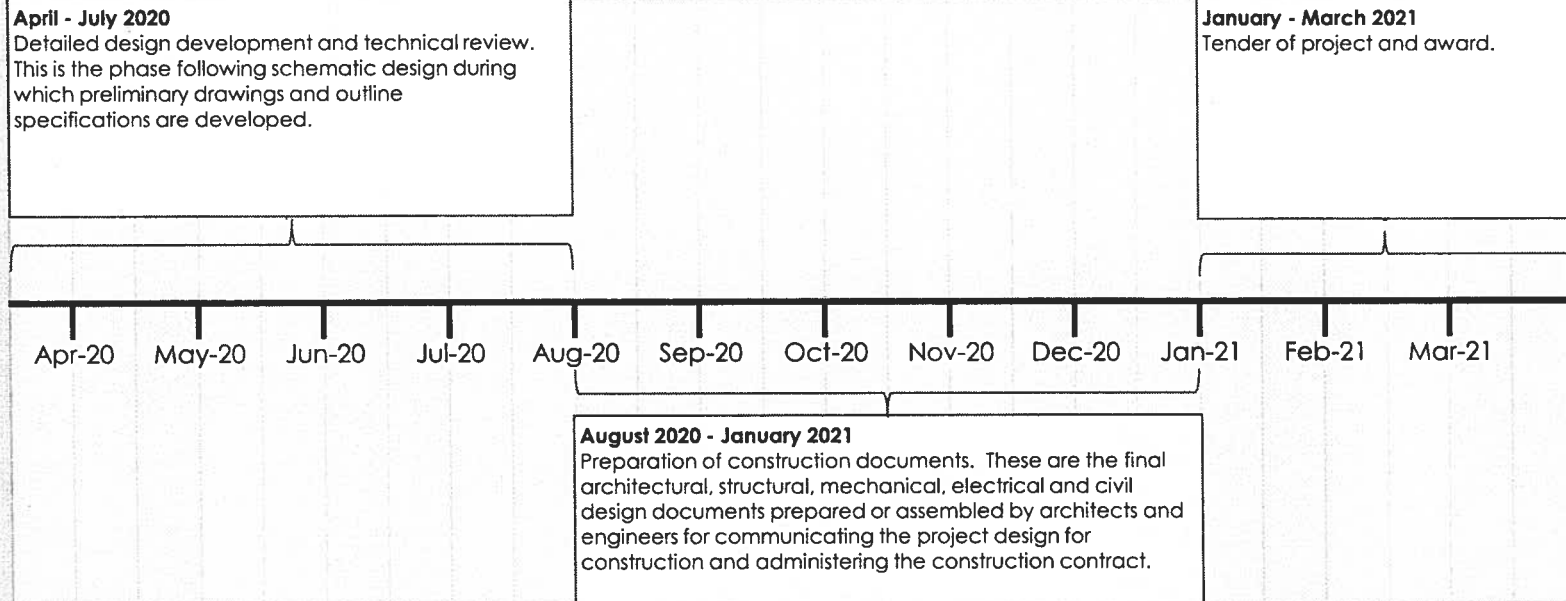 April - July 2020
Detailed design development and technical review.
This is the phase following schematic design during
which preliminary drawings and outline
specifications are developed.
January - March 2021
Tender of project and award.
Apr-20 May-20 Jun-20 Jul-20 Aug-20 Sep-20 Oct-20 Nov-20 Dec-20 Jan-21 Feb-21 Mar-21
August 2020 - January 2021
Preparation of construction documents.  These are the final
architectural, structural, mechanical, electrical and civil
design documents prepared or assembled by architects and
engineers for communicating the project design for
construction and administering the construction contract.